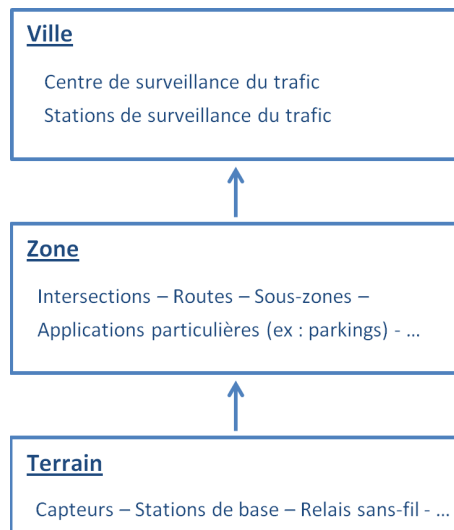 Ville
Centre de surveillance du trafic
Stations de surveillance du trafic
Zone
Intersections – Routes – Sous-zones –
Applications particulières (ex : parkings) - ...
Terrain
Capteurs – Stations de base – Relais sans-fil - ...